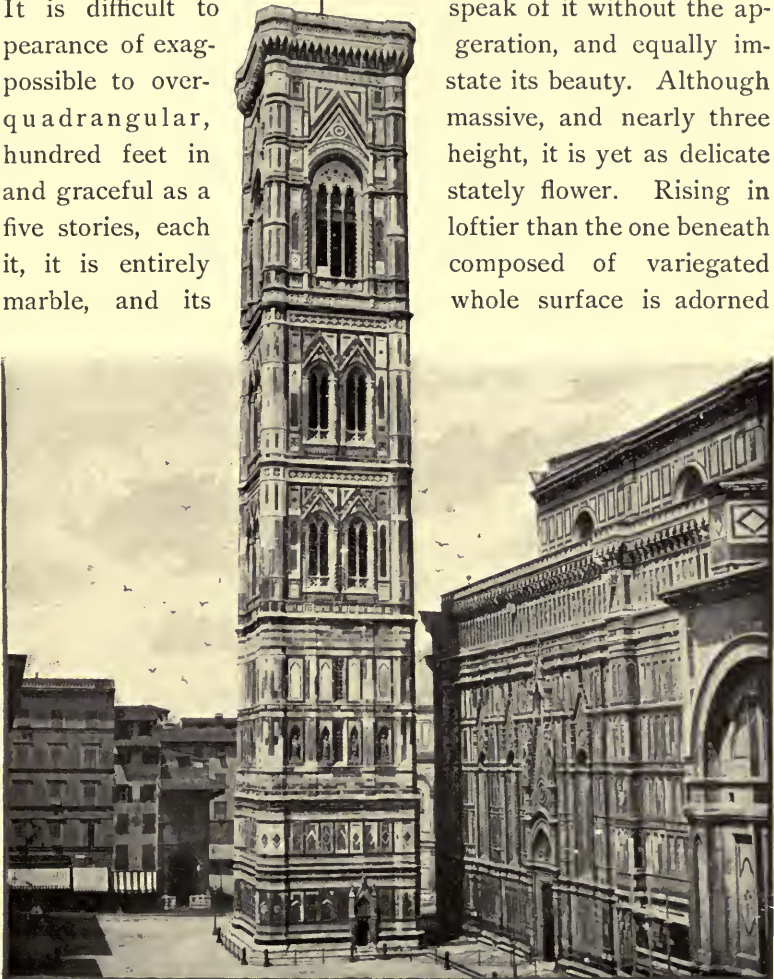 It is difficult to speak of it without the ap-
pearance of exag- geration, and equally im-
possible to over- state its beauty. Although
quadrangular, massive, and nearly three
hundred feet in height, it is yet as delicate
and graceful as a stately flower. Rising in
five stories, each loftier than the one beneath
it, it is entirely composed of variegated
marble, and its whole surface is adorned